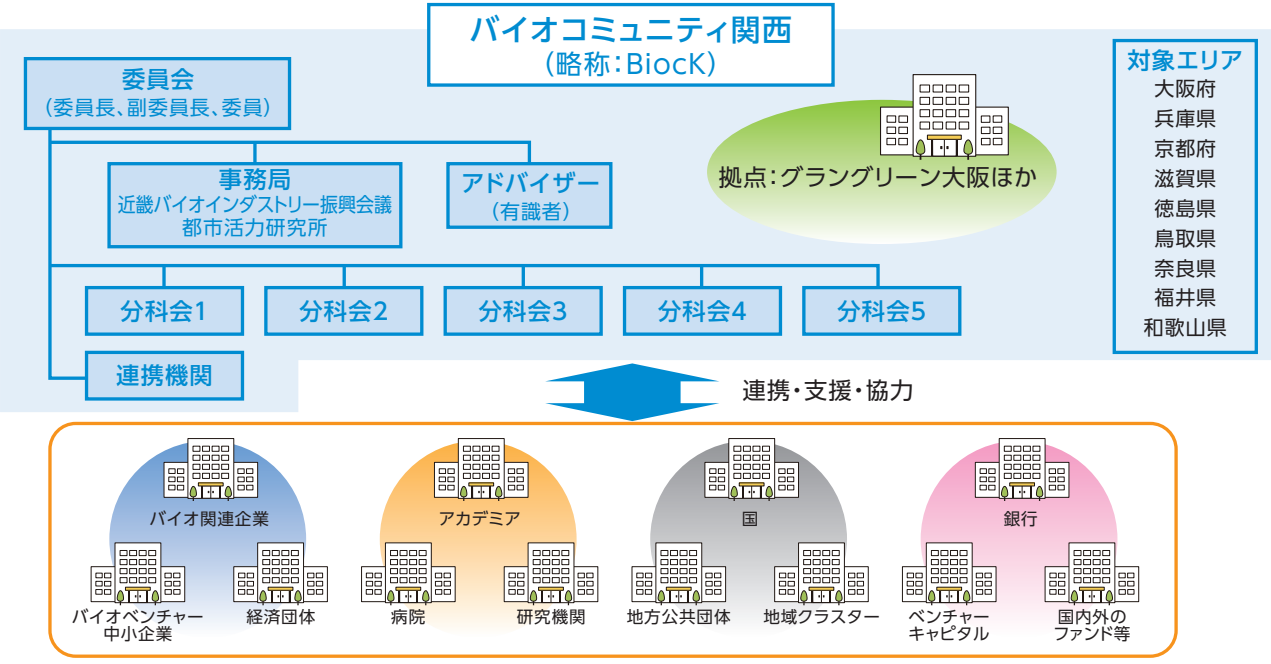 バイオコミュニティ関西
(略称:BiocK)
委員会
(委員長、副委員長、委員)
事務局
近畿バイオインダストリー振興会議
都市活力研究所
アドバイザー
(有識者)
拠点:グラングリーン大阪ほか
対象エリア
大阪府
兵庫県
京都府
滋賀県
徳島県
鳥取県
奈良県
福井県
和歌山県
分科会1
分科会2
分科会3
分科会4
分科会5
連携機関
連携・支援・協力
バイオ関連企業
バイオベンチャー
中小企業
経済団体
アカデミア
病院
研究機関
国
地方公共団体
地域クラスター
銀行
ベンチャー
キャピタル
国内外の
ファンド等